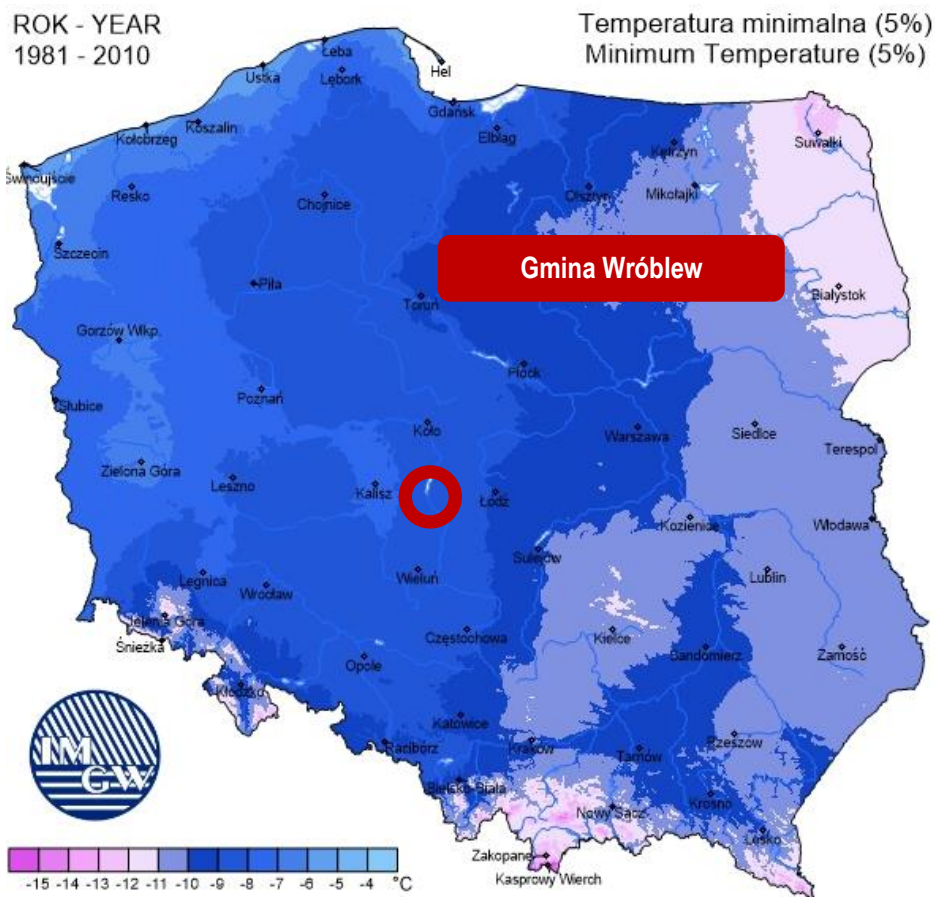 ROK - YEAR
1981 - 2010
Temperatura minimalna (5%)
Minimum Temperature (5%)
Łeba
Hel
Ustka
Lębork
Gdańsk
Koszalin
Kołobrzeg
Elbląg
Suwałki
Kętrzyn
Świnoujście
Resko
Chojnice
Olsztyn
Mikołajki
Szczecin
Gmina Wróblew
Piła
Toruń
Białystok
Gorzów Wlkp.
Płock
Poznań
Słubice
Koło
Warszawa
Siedlce
Terespol
Zielona Góra
Leszno
Kalisz
Łódź
Kozienice
Włodawa
Sulejów
Legnica
Wrocław
Wieluń
Lublin
Jelenia Góra
Śnieżka
Częstochowa
Kielce
Sandomierz
Zamość
Opole
Kłodzko
Katowice
Racibórz
Kraków
Tarnów
Rzeszów
Bielsko-Biała
Nowy Sącz
Krosno
Lesko
Zakopane
Kasprowy Wierch
IM
GW
-15 -14 -13 -12 -11 -10 -9 -8 -7 -6 -5 -4 °C